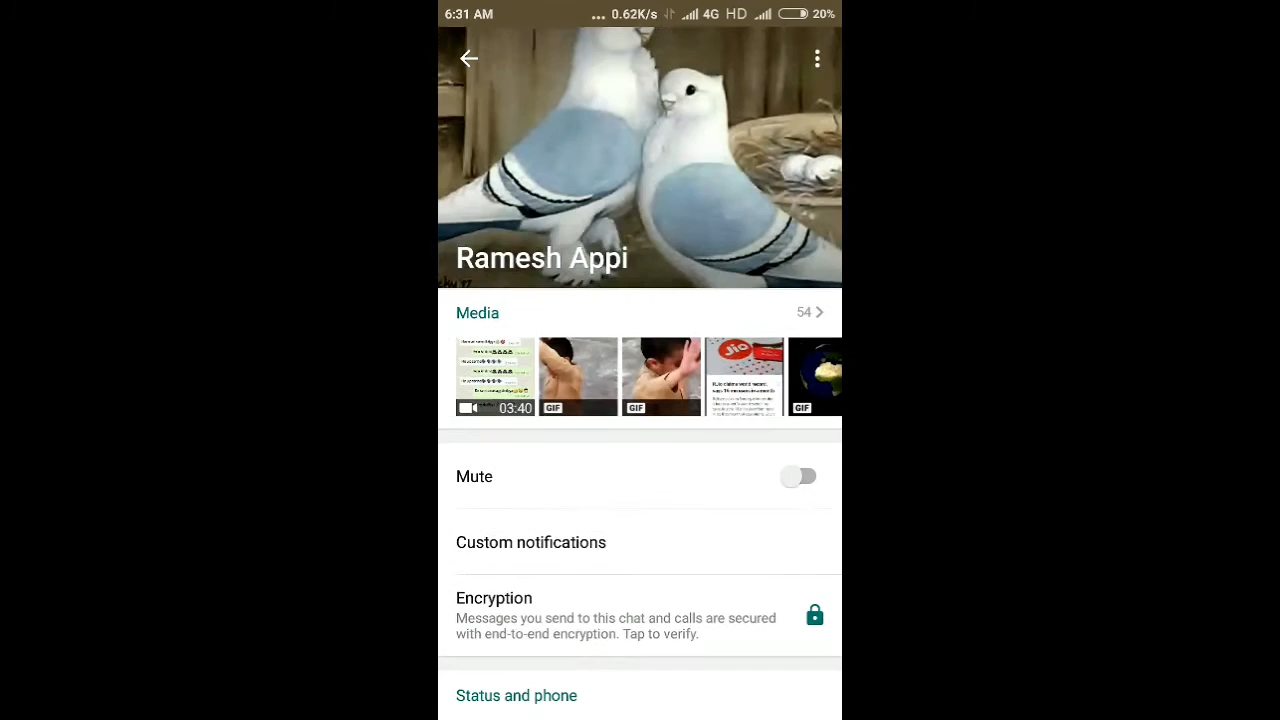 6:31 AM ... 0.62K/s 4G HD 20%
Ramesh Appi
Media 54
03:40 GIF GIF Jio GIF
Mute
Custom notifications
Encryption
Messages you send to this chat and calls are secured
with end-to-end encryption. Tap to verify.
Status and phone